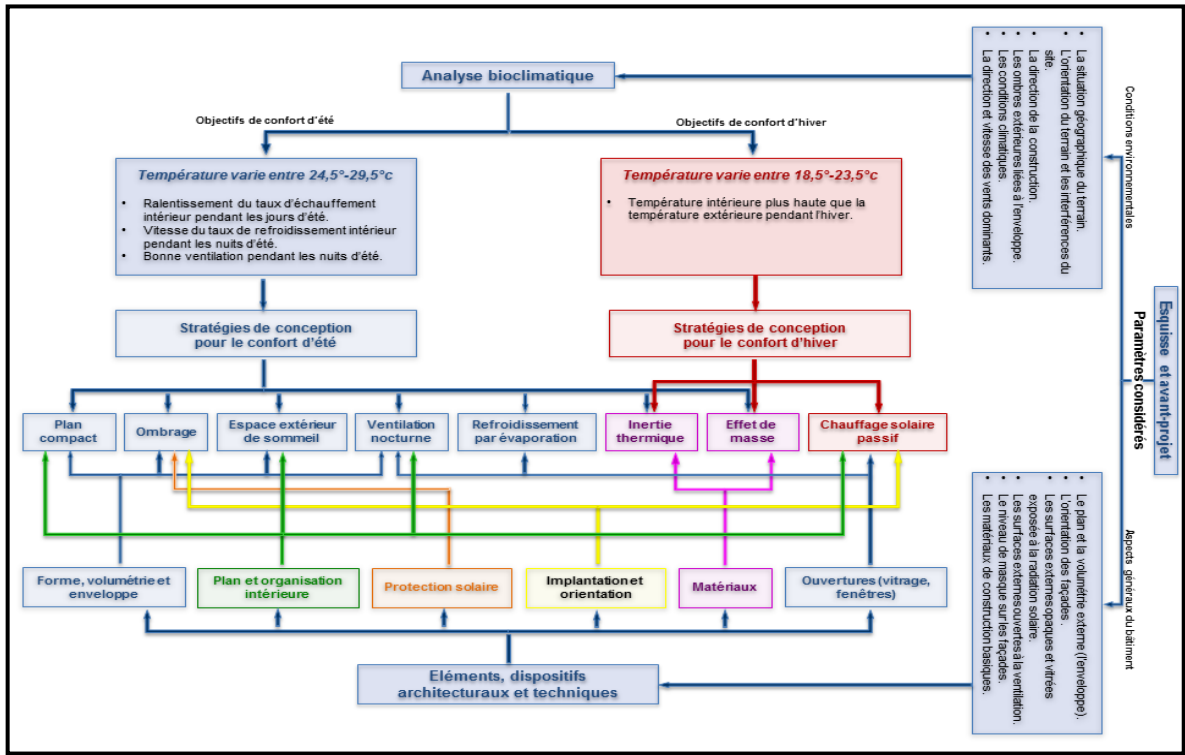 Analyse bioclimatique
Objectifs de confort d'été
Objectifs de confort d'hiver
Température varie entre 24,5°-29,5°c
• Ralentissement du taux d'échauffement
intérieur pendant les jours d'été.
• Vitesse du taux de refroidissement intérieur
pendant les nuits d'été.
• Bonne ventilation pendant les nuits d'été.
Température varie entre 18,5°-23,5°c
• Température intérieure plus haute que la
température extérieure pendant l'hiver.
Stratégies de conception
pour le confort d'été
Stratégies de conception
pour le confort d'hiver
Plan
compact
Ombrage
Espace extérieur
de sommeil
Ventilation
nocturne
Refroidissement
par évaporation
Inertie
thermique
Effet de
masse
Chauffage solaire
passif
Forme, volumétrie et
enveloppe
Plan et organisation
intérieure
Protection solaire
Implantation et
orientation
Matériaux
Ouvertures (vitrage,
fenêtres)
Eléments, dispositifs
architecturaux et techniques
Esquisse et avant-projet
Paramètres considérés
Conditions environnementales
• La situation géographique du terrain.
• L'orientation du terrain et les interférences du
site.
• La direction de la construction.
• Les ombres extérieures liées à l'enveloppe.
• Les conditions climatiques.
• La direction et vitesse des vents dominants.
Aspects généraux du bâtiment
• Le plan et la volumétrie externe (l'enveloppe).
• L'orientation des façades.
• Les surfaces externes opaques et vitrées
exposée à la radiation solaire.
• Les surfaces externes ouvertes à la ventilation.
• Le niveau de masque sur les façades.
• Les matériaux de construction basiques.